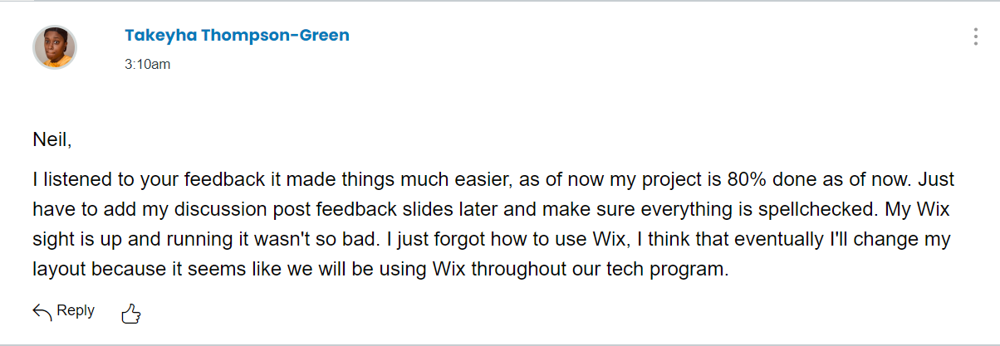 Takeyha Thompson-Green
3:10am
Neil,
I listened to your feedback it made things much easier, as of now my project is 80% done as of now. Just
have to add my discussion post feedback slides later and make sure everything is spellchecked. My Wix
sight is up and running it wasn't so bad. I just forgot how to use Wix, I think that eventually I'll change my
layout because it seems like we will be using Wix throughout our tech program.
Reply